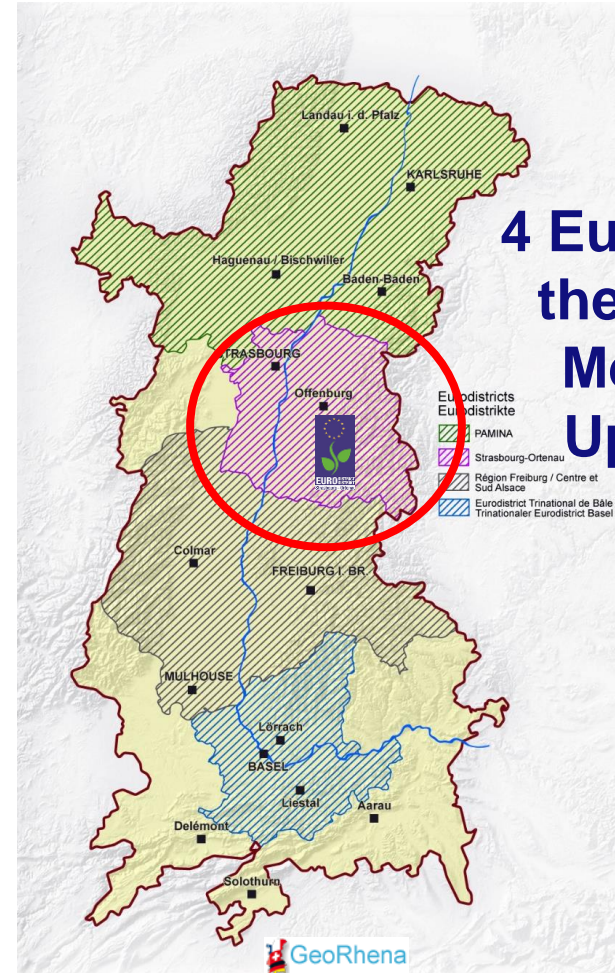 Landau i. d. Pfalz
KARLSRUHE
Haguenau / Bischwiller
Baden-Baden
4 Eu
the
Mo
Up
STRASBOURG
Offenburg
EURO
Eurodistricts
Eurodistrikte
PAMINA
Strasbourg-Ortenau
Région Freiburg / Centre et
Sud Alsace
Eurodistrict Trinational de Bâle
Trinationaler Eurodistrict Basel
Colmar
FREIBURG I. BR.
MULHOUSE
Lörrach
BASEL
Liestal
Aarau
Delémont
Solothurn
GeoRhena